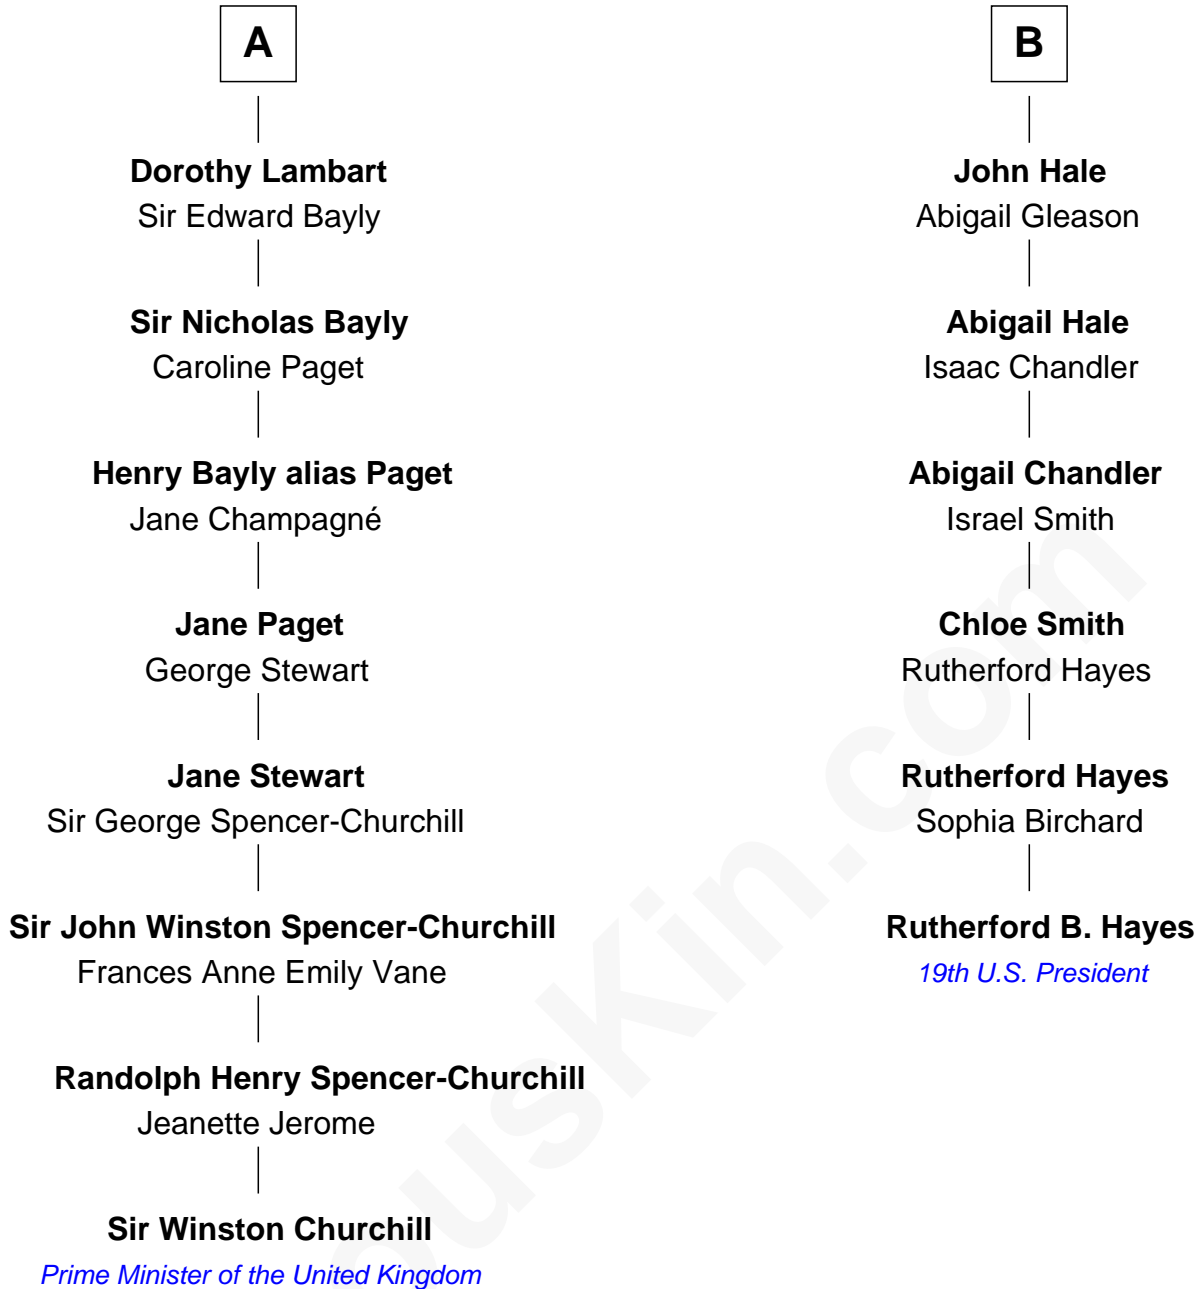 A
Dorothy Lambart
Sir Edward Bayly
Sir Nicholas Bayly
Caroline Paget
Henry Bayly alias Paget
Jane Champagné
Jane Paget
George Stewart
Jane Stewart
Sir George Spencer-Churchill
Sir John Winston Spencer-Churchill
Frances Anne Emily Vane
Randolph Henry Spencer-Churchill
Jeanette Jerome
Sir Winston Churchill
Prime Minister of the United Kingdom
B
John Hale
Abigail Gleason
Abigail Hale
Isaac Chandler
Abigail Chandler
Israel Smith
Chloe Smith
Rutherford Hayes
Rutherford Hayes
Sophia Birchard
Rutherford B. Hayes
19th U.S. President
ousKin.com